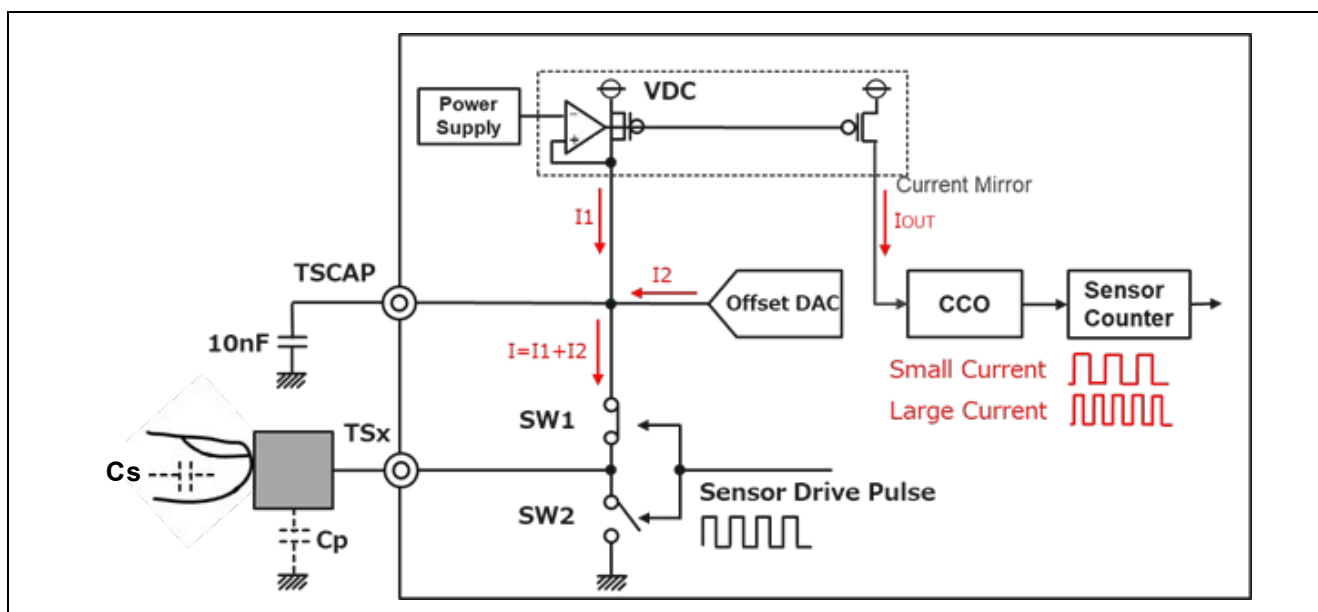 VDC
Power
Supply
−
+
Current Mirror
I1
IOUT
TSCAP
I2
Offset DAC
CCO
Sensor
Counter
10nF
I=I1+I2
Small Current
Large Current
SW1
TSx
Cs
Sensor Drive Pulse
SW2
Cp